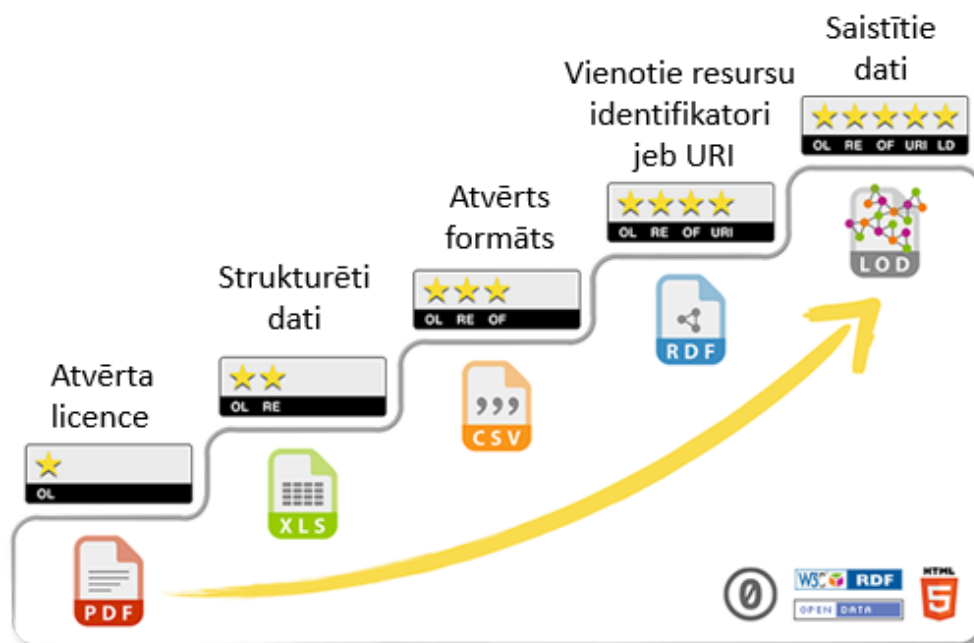 Saistītie
dati
OL RE OF URI LD
LOD
Vienotie resursu
identifikatori
jeb URI
OL RE OF URI
RDF
Atvērts
formāts
OL RE OF
CSV
Strukturēti
dati
OL RE
XLS
Atvērta
licence
OL
PDF
0
W3C RDF
OPEN DATA
HTML
5